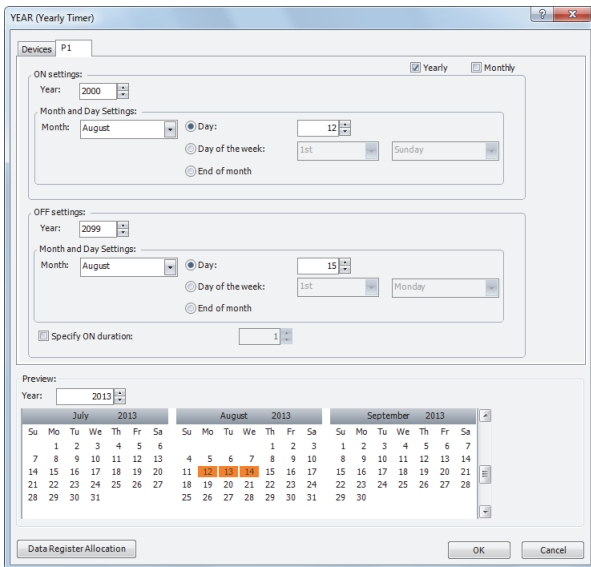 YEAR (Yearly Timer)
?
Devices P1
Yearly Monthly
ON settings:
Year: 2000
Month and Day Settings:
Month: August Day: 12
Day of the week: 1st Sunday
End of month
OFF settings:
Year: 2099
Month and Day Settings:
Month: August Day: 15
Day of the week: 1st Monday
End of month
Specify ON duration: 1
Preview:
Year: 2013
July 2013 August 2013 September 2013
Su Mo Tu We Th Fr Sa Su Mo Tu We Th Fr Sa Su Mo Tu We Th Fr Sa
1 2 3 4 5 6 1 2 3 1 2 3 4 5 6 7
7 8 9 10 11 12 13 4 5 6 7 8 9 10 8 9 10 11 12 13 14
14 15 16 17 18 19 20 11 12 13 14 15 16 17 15 16 17 18 19 20 21
21 22 23 24 25 26 27 18 19 20 21 22 23 24 22 23 24 25 26 27 28
28 29 30 31 25 26 27 28 29 30 31 29 30
Data Register Allocation OK Cancel